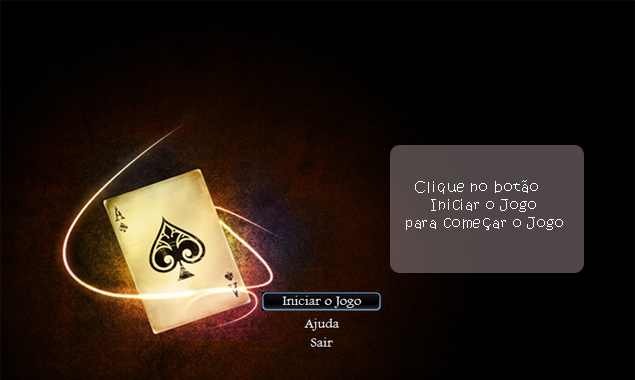 A
Clique no botão
Iniciar o Jogo
para Começar o Jogo
A
Iniciar o Jogo
Ajuda
Sair